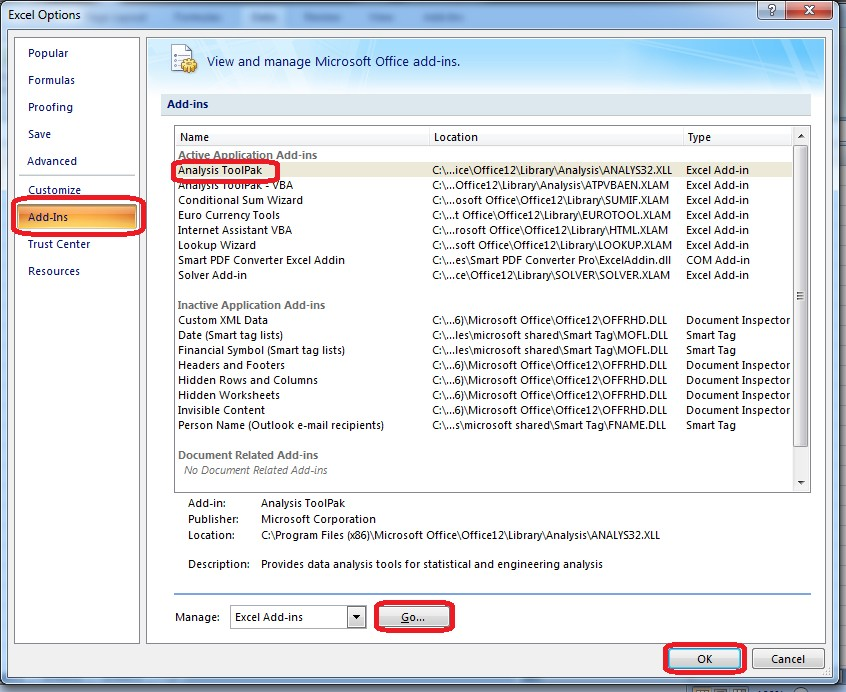 Excel Options
Popular
Formulas
Proofing
Save
Advanced
Customize
Add-Ins
Trust Center
Resources
View and manage Microsoft Office add-ins.
Add-ins
Name Location Type
Active Application Add-ins
Analysis ToolPak C:\...ice\Office12\Library\Analysis\ANALYS32.XLL Excel Add-in
Analysis ToolPak - VBA C:\...Office12\Library\Analysis\ATPVBAEN.XLAM Excel Add-in
Conditional Sum Wizard C:\...osoft Office\Office12\Library\SUMIF.XLAM Excel Add-in
Euro Currency Tools C:\...t Office\Office12\Library\EUROTOOL.XLAM Excel Add-in
Internet Assistant VBA C:\...rosoft Office\Office12\Library\HTML.XLAM Excel Add-in
Lookup Wizard C:\...soft Office\Office12\Library\LOOKUP.XLAM Excel Add-in
Smart PDF Converter Excel Addin C:\...es\Smart PDF Converter Pro\ExcelAddin.dll COM Add-in
Solver Add-in C:\...ce\Office12\Library\SOLVER\SOLVER.XLAM Excel Add-in
Inactive Application Add-ins
Custom XML Data C:\...6)\Microsoft Office\Office12\OFFRHD.DLL Document Inspector
Date (Smart tag lists) C:\...les\microsoft shared\Smart Tag\MOFL.DLL Smart Tag
Financial Symbol (Smart tag lists) C:\...les\microsoft shared\Smart Tag\MOFL.DLL Smart Tag
Headers and Footers C:\...6)\Microsoft Office\Office12\OFFRHD.DLL Document Inspector
Hidden Rows and Columns C:\...6)\Microsoft Office\Office12\OFFRHD.DLL Document Inspector
Hidden Worksheets C:\...6)\Microsoft Office\Office12\OFFRHD.DLL Document Inspector
Invisible Content C:\...6)\Microsoft Office\Office12\OFFRHD.DLL Document Inspector
Person Name (Outlook e-mail recipients) C:\...s\microsoft shared\Smart Tag\FNAME.DLL Smart Tag
Document Related Add-ins
No Document Related Add-ins
Add-in: Analysis ToolPak
Publisher: Microsoft Corporation
Location: C:\Program Files (x86)\Microsoft Office\Office12\Library\Analysis\ANALYS32.XLL
Description: Provides data analysis tools for statistical and engineering analysis
Manage: Excel Add-ins Go...
OK Cancel